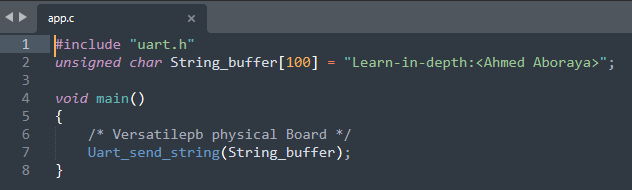 app.c
1 #include "uart.h"
2 unsigned char String_buffer[100] = "Learn-in-depth:<Ahmed Aboraya>";
3
4 void main()
5 {
6     /* Versatilepb physical Board */
7     Uart_send_string(String_buffer);
8 }